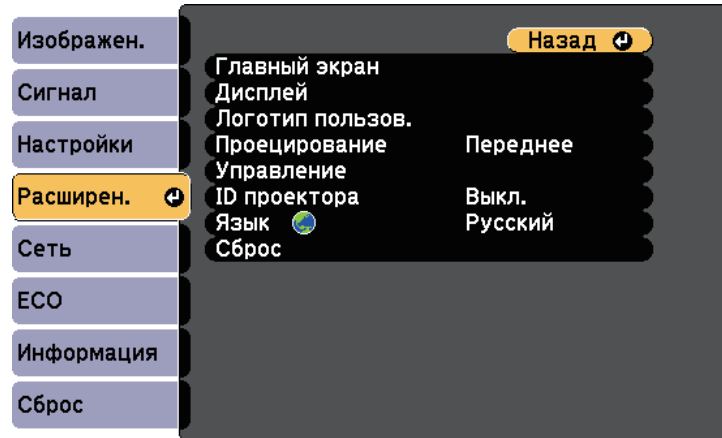 Изображен.
Сигнал
Настройки
Расширен.
Сеть
ECO
Информация
Сброс
Назад
Главный экран
Дисплей
Логотип пользов.
Проецирование Переднее
Управление
ID проектора Выкл.
Язык Русский
Сброс